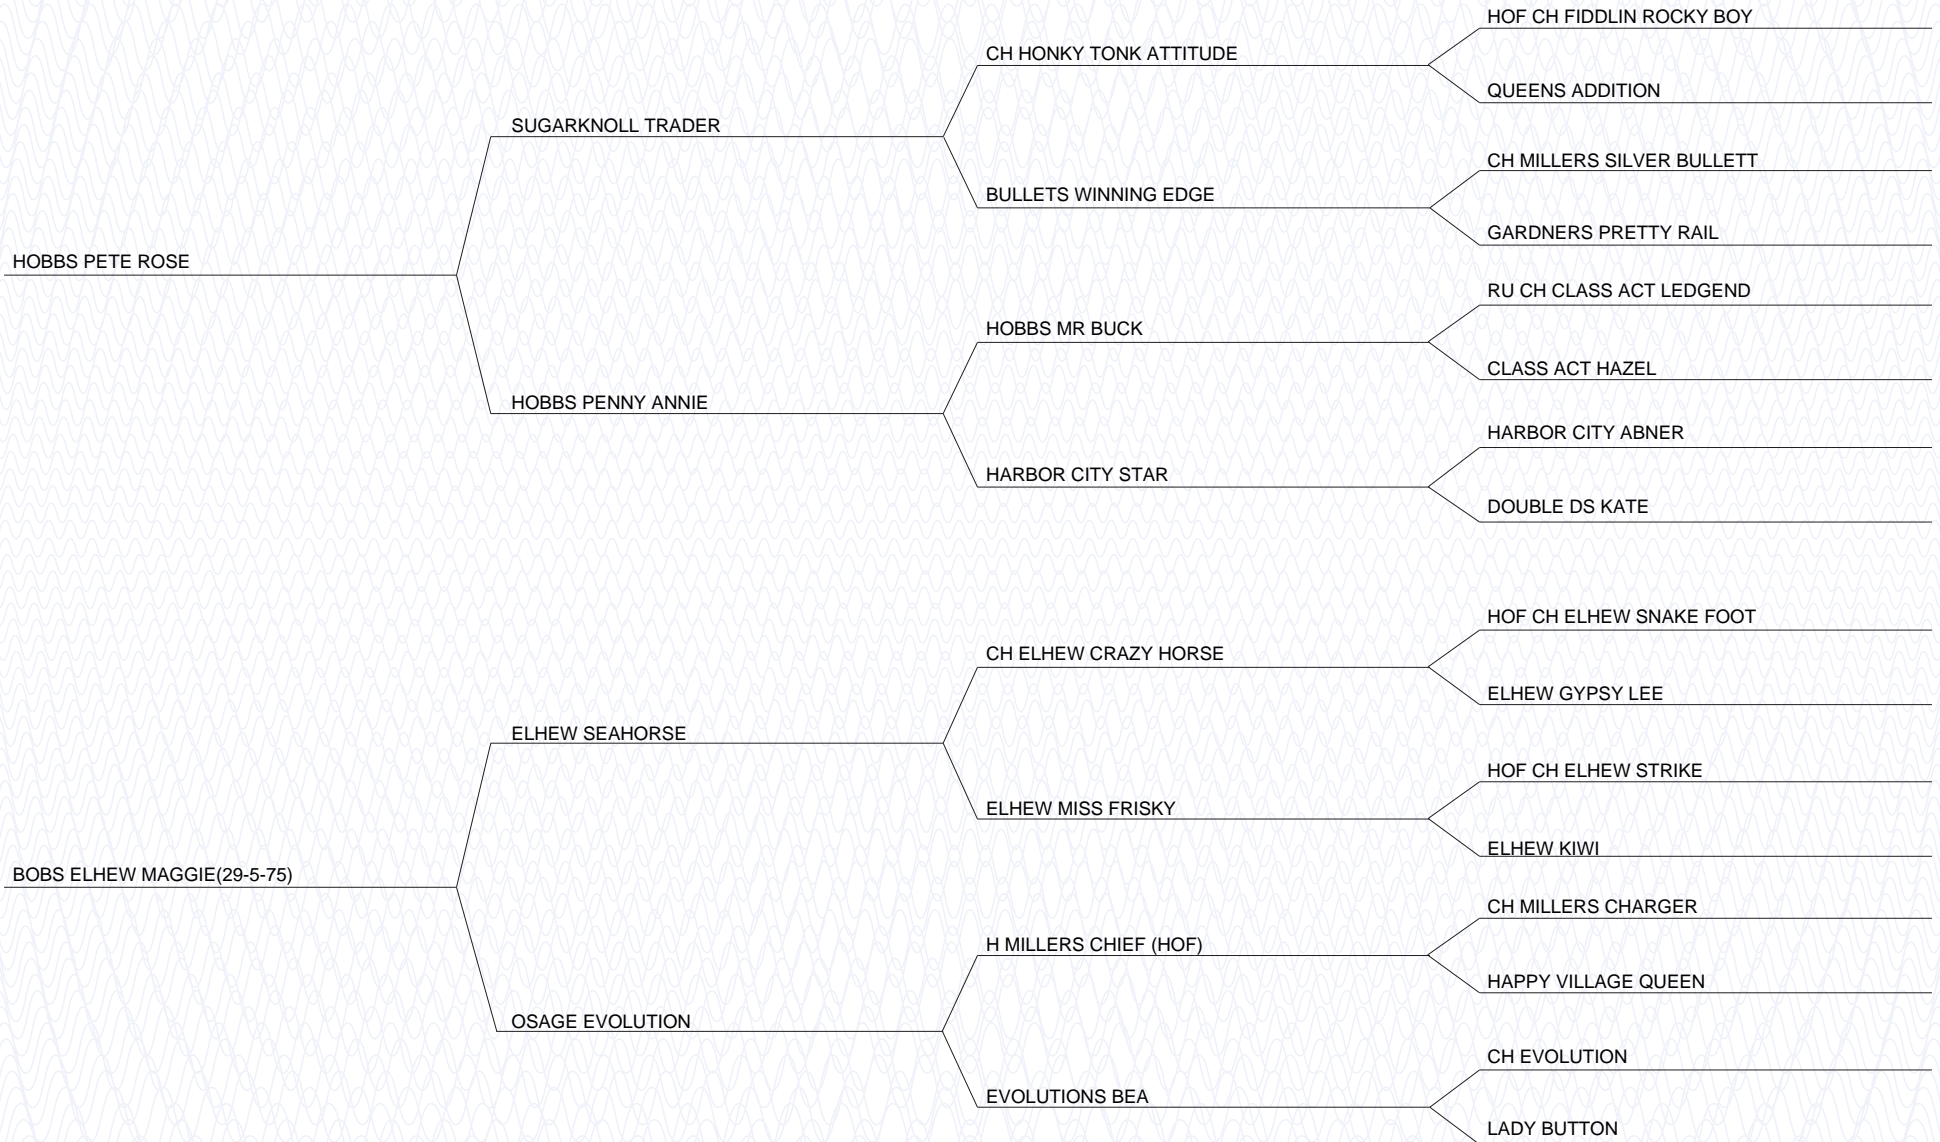 HOF CH FIDDLIN ROCKY BOY
CH HONKY TONK ATTITUDE
QUEENS ADDITION
SUGARKNOLL TRADER
CH MILLERS SILVER BULLETT
BULLETS WINNING EDGE
GARDNERS PRETTY RAIL
HOBBS PETE ROSE
RU CH CLASS ACT LEDGEND
HOBBS MR BUCK
CLASS ACT HAZEL
HOBBS PENNY ANNIE
HARBOR CITY ABNER
HARBOR CITY STAR
DOUBLE DS KATE
HOF CH ELHEW SNAKE FOOT
CH ELHEW CRAZY HORSE
ELHEW GYPSY LEE
ELHEW SEAHORSE
HOF CH ELHEW STRIKE
ELHEW MISS FRISKY
ELHEW KIWI
BOBS ELHEW MAGGIE(29-5-75)
CH MILLERS CHARGER
H MILLERS CHIEF (HOF)
HAPPY VILLAGE QUEEN
OSAGE EVOLUTION
CH EVOLUTION
EVOLUTIONS BEA
LADY BUTTON